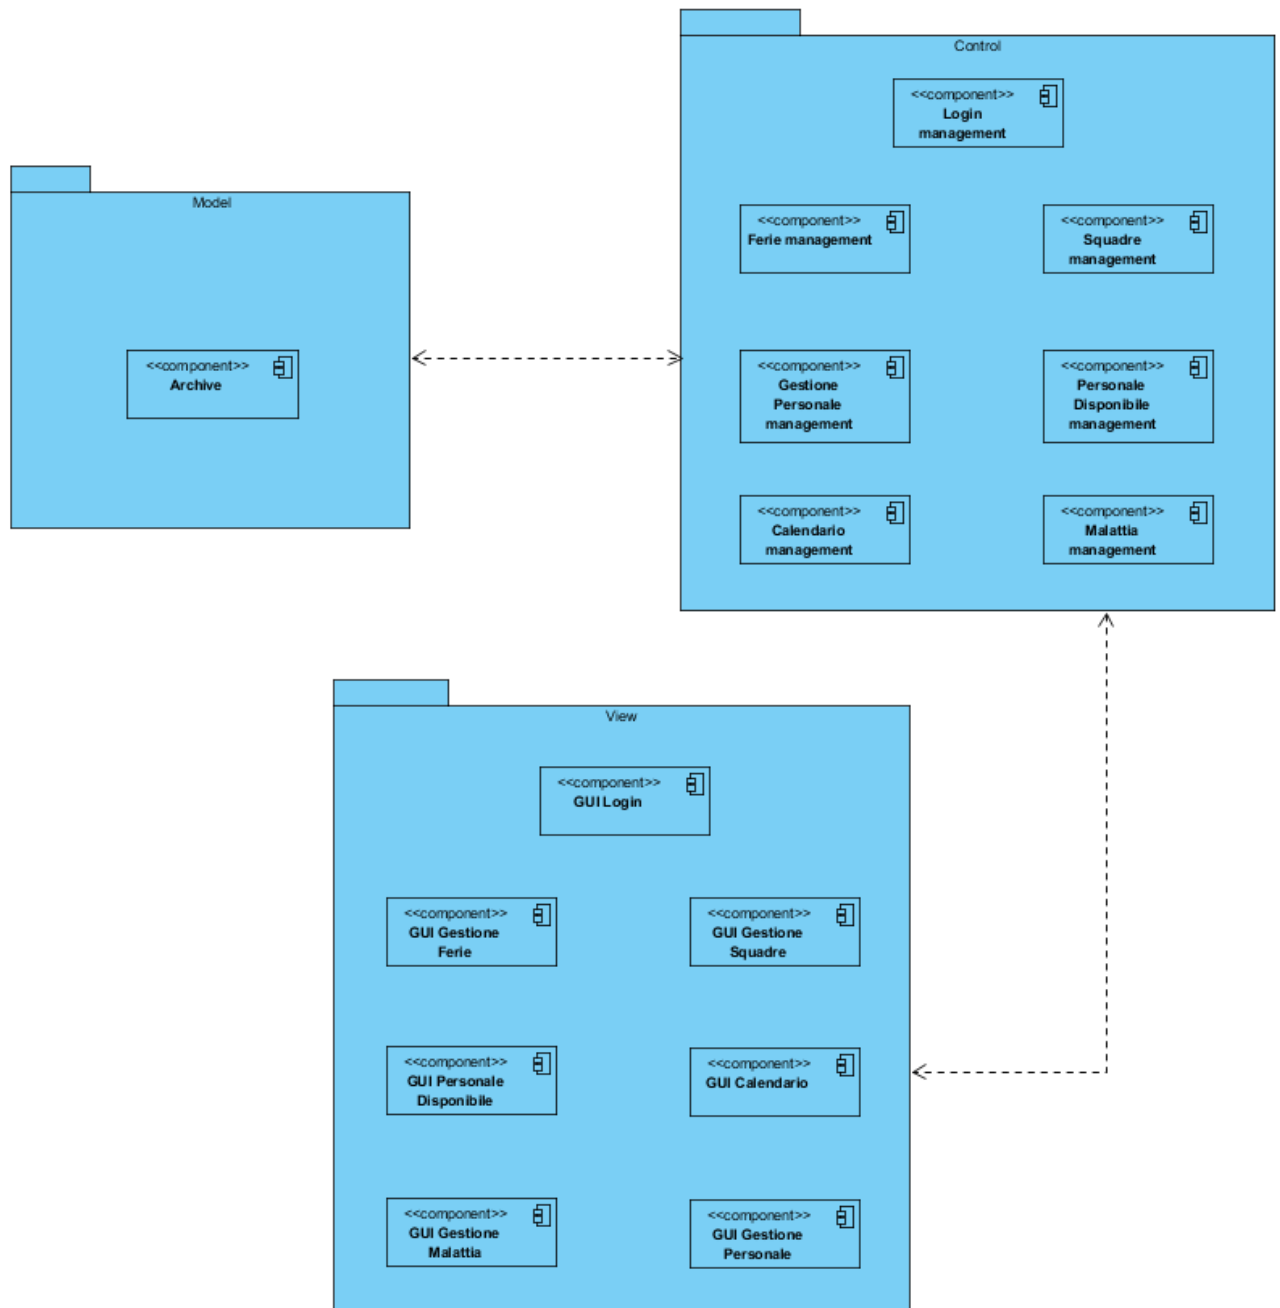 Control
<<component>>
Login
management
Model
<<component>>
Ferie management
<<component>>
Squadre
management
<<component>>
Archive
<<component>>
Gestione
Personale
management
<<component>>
Personale
Disponibile
management
<<component>>
Calendario
management
<<component>>
Malattia
management
View
<<component>>
GUI Login
<<component>>
GUI Gestione
Ferie
<<component>>
GUI Gestione
Squadre
<<component>>
GUI Personale
Disponibile
<<component>>
GUI Calendario
<<component>>
GUI Gestione
Malattia
<<component>>
GUI Gestione
Personale